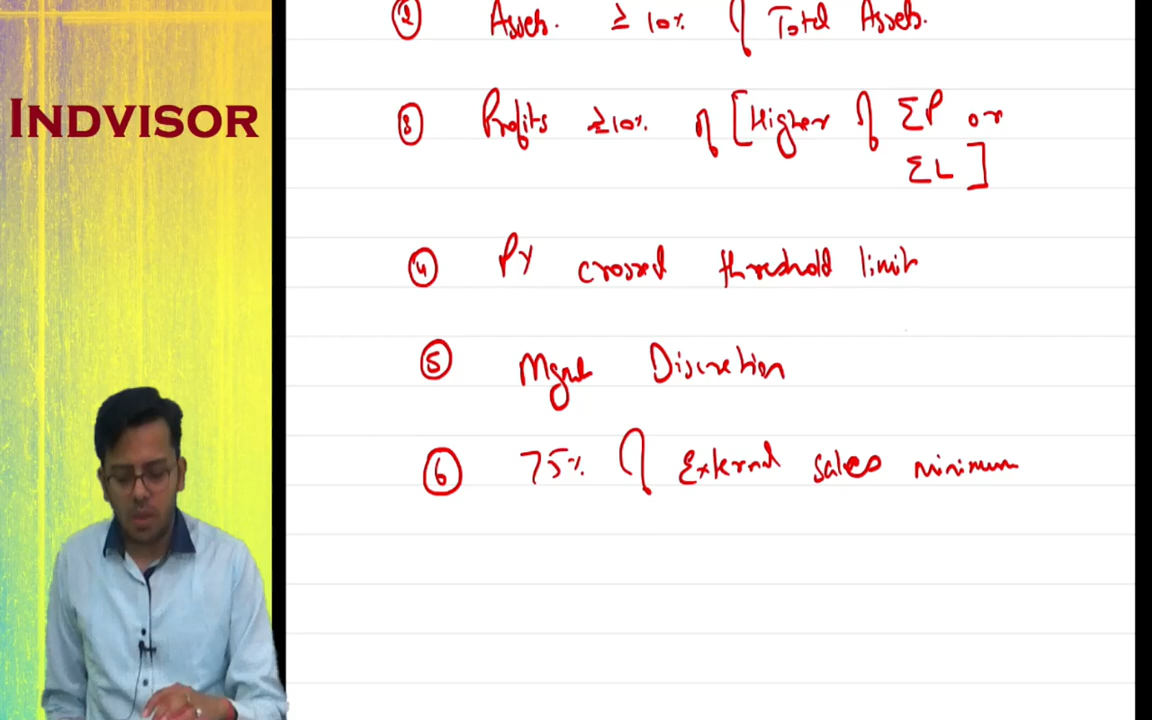 INDVISOR
② Assets. ≥ 10% of Total Assets.
③ Profits ≥10% of [Higher of ΣP or
ΣL]
④ PY crossed threshold limit
⑤ Mgmt Discretion
⑥ 75% of External sales minimum